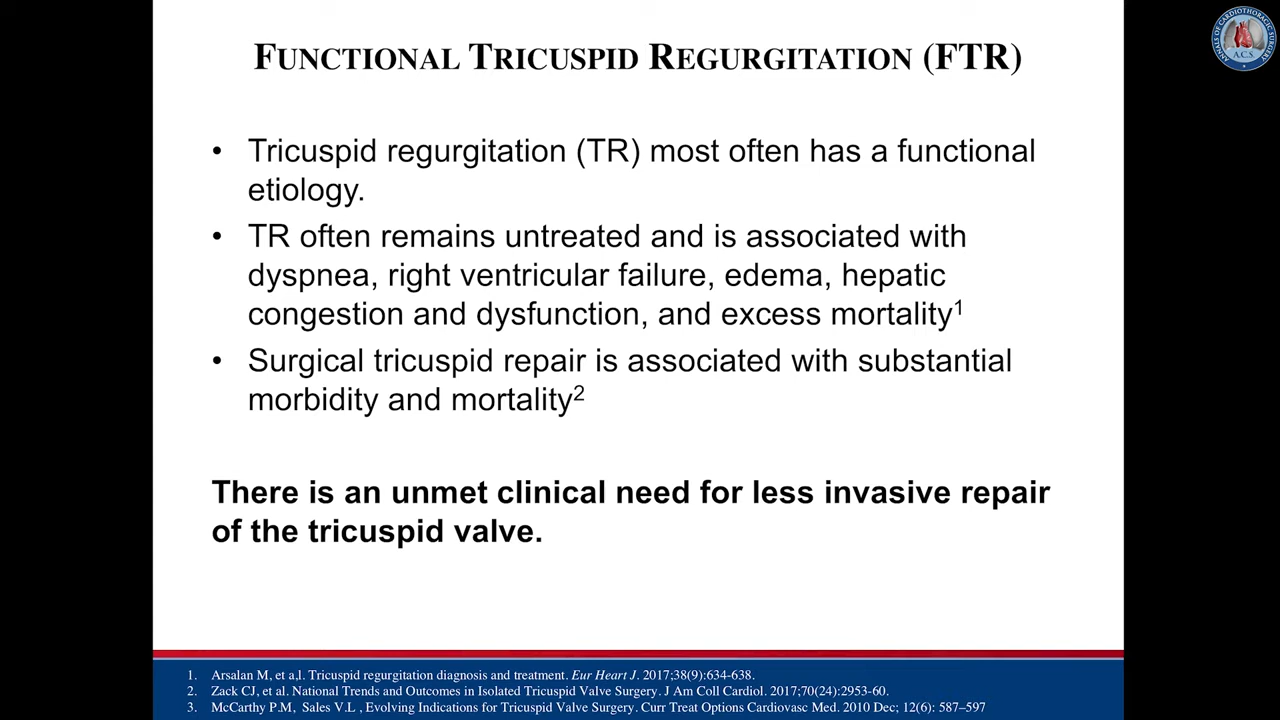 FUNCTIONAL TRICUSPID REGURGITATION (FTR)
• Tricuspid regurgitation (TR) most often has a functional
etiology.
• TR often remains untreated and is associated with
dyspnea, right ventricular failure, edema, hepatic
congestion and dysfunction, and excess mortality1
• Surgical tricuspid repair is associated with substantial
morbidity and mortality2
There is an unmet clinical need for less invasive repair
of the tricuspid valve.
1. Arsalan M, et a,l. Tricuspid regurgitation diagnosis and treatment. Eur Heart J. 2017;38(9):634-638.
2. Zack CJ, et al. National Trends and Outcomes in Isolated Tricuspid Valve Surgery. J Am Coll Cardiol. 2017;70(24):2953-60.
3. McCarthy P.M, Sales V.L , Evolving Indications for Tricuspid Valve Surgery. Curr Treat Options Cardiovasc Med. 2010 Dec; 12(6): 587–597
ANNALS OF CARDIOTHORACIC SURGERY
A.C.S